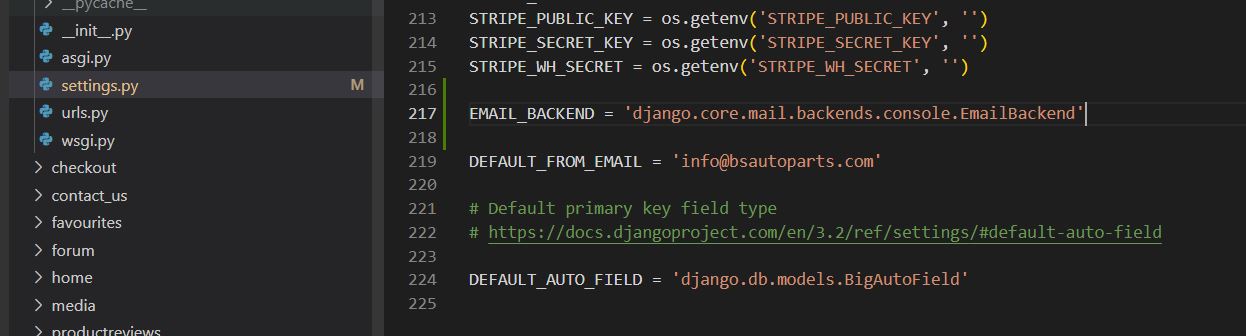 __pycache__
__init__.py
asgi.py
settings.py M
urls.py
wsgi.py
checkout
contact_us
favourites
forum
home
media
productreviews
213 STRIPE_PUBLIC_KEY = os.getenv('STRIPE_PUBLIC_KEY', '')
214 STRIPE_SECRET_KEY = os.getenv('STRIPE_SECRET_KEY', '')
215 STRIPE_WH_SECRET = os.getenv('STRIPE_WH_SECRET', '')
216
217 EMAIL_BACKEND = 'django.core.mail.backends.console.EmailBackend'
218
219 DEFAULT_FROM_EMAIL = 'info@bsautoparts.com'
220
221 # Default primary key field type
222 # https://docs.djangoproject.com/en/3.2/ref/settings/#default-auto-field
223
224 DEFAULT_AUTO_FIELD = 'django.db.models.BigAutoField'
225